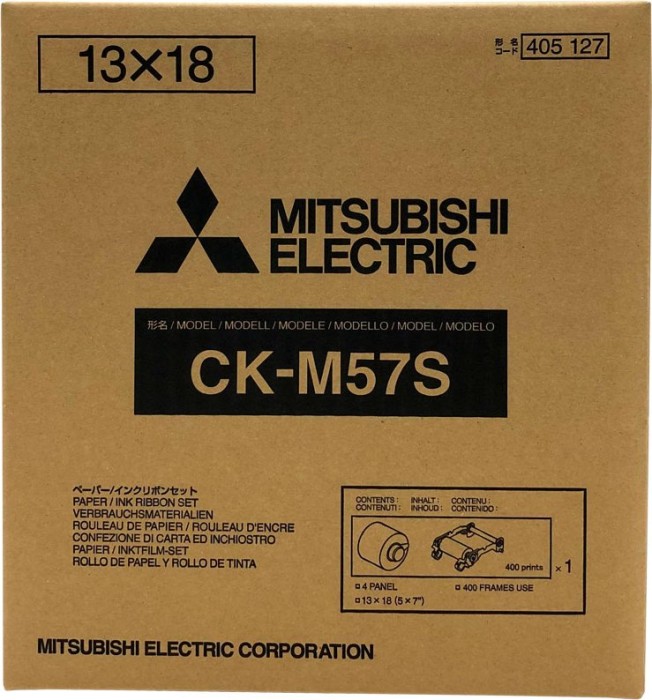 13×18
形名コード 405 127
MITSUBISHI
ELECTRIC
形名 / MODEL / MODELL / MODELE / MODELLO / MODEL / MODELO
CK-M57S
ペーパー/インクリボンセット
PAPER / INK RIBBON SET
VERBRAUCHSMATERIALIEN
ROULEAU DE PAPIER / ROULEAU D'ENCRE
CONFEZIONE DI CARTA ED INCHIOSTRO
PAPIER / INKTFILM-SET
ROLLO DE PAPEL Y ROLLO DE TINTA
CONTENTS : INHALT : CONTENU :
CONTENUTI : INHOUD : CONTENIDO :
400 prints × 1
4 PANEL 400 FRAMES USE
13 × 18 (5 × 7")
MITSUBISHI ELECTRIC CORPORATION